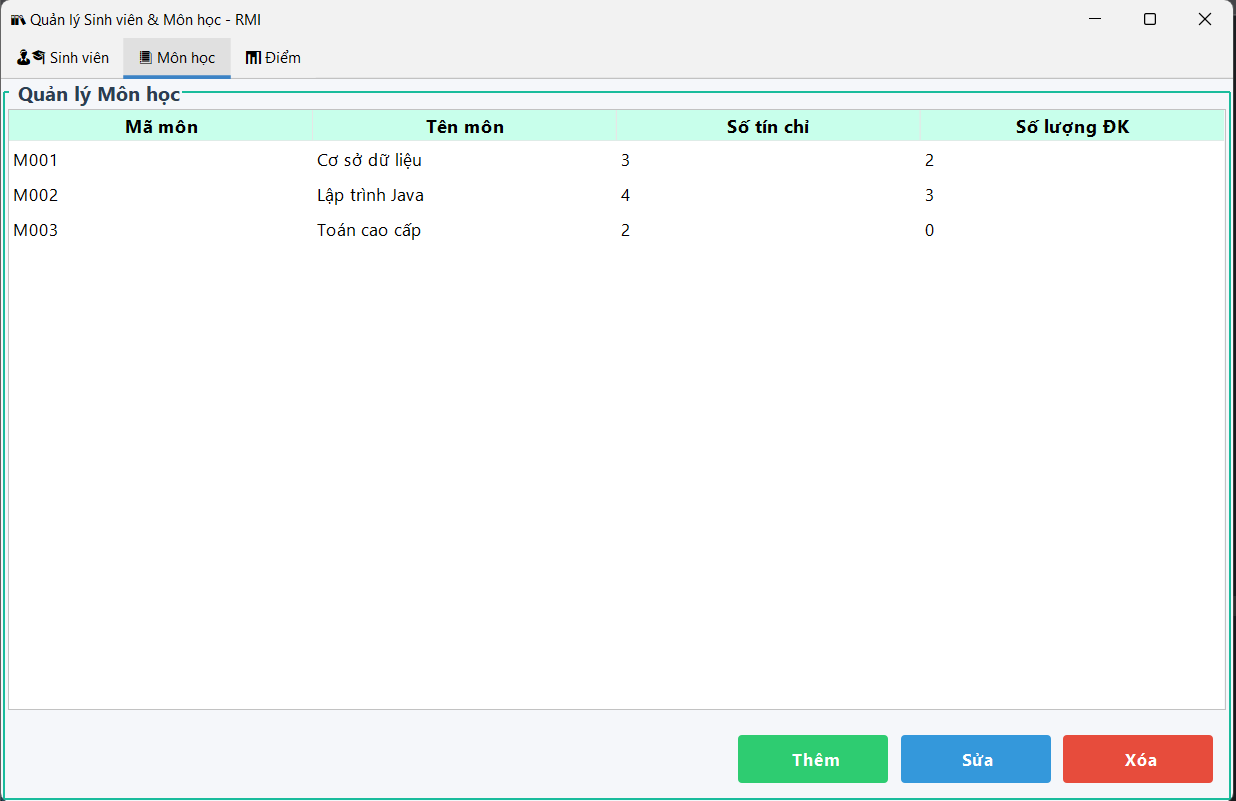 Quản lý Sinh viên & Môn học - RMI
Sinh viên Môn học Điểm
Quản lý Môn học
Mã môn Tên môn Số tín chỉ Số lượng ĐK
M001 Cơ sở dữ liệu 3 2
M002 Lập trình Java 4 3
M003 Toán cao cấp 2 0
Thêm Sửa Xóa